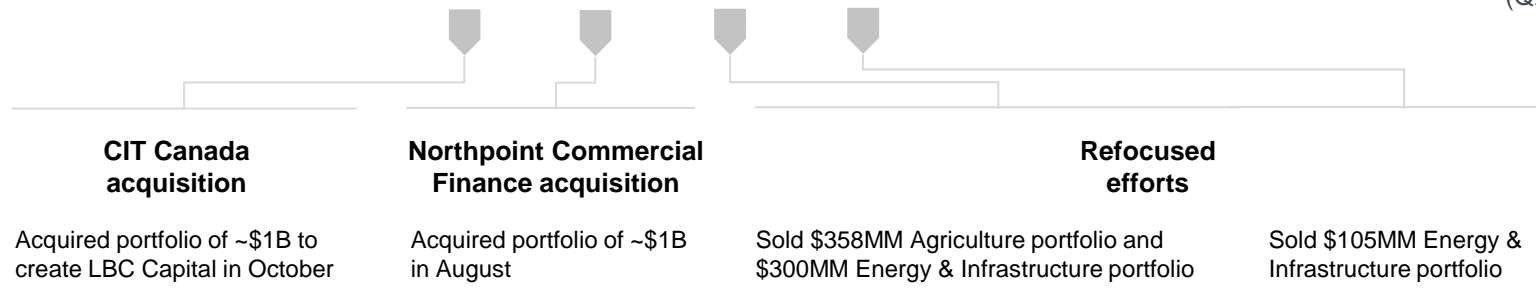 CIT Canada
acquisition
Acquired portfolio of ~$1B to
create LBC Capital in October
Northpoint Commercial
Finance acquisition
Acquired portfolio of ~$1B
in August
Refocused
efforts
Sold $358MM Agriculture portfolio and
$300MM Energy & Infrastructure portfolio
Sold $105MM Energy &
Infrastructure portfolio